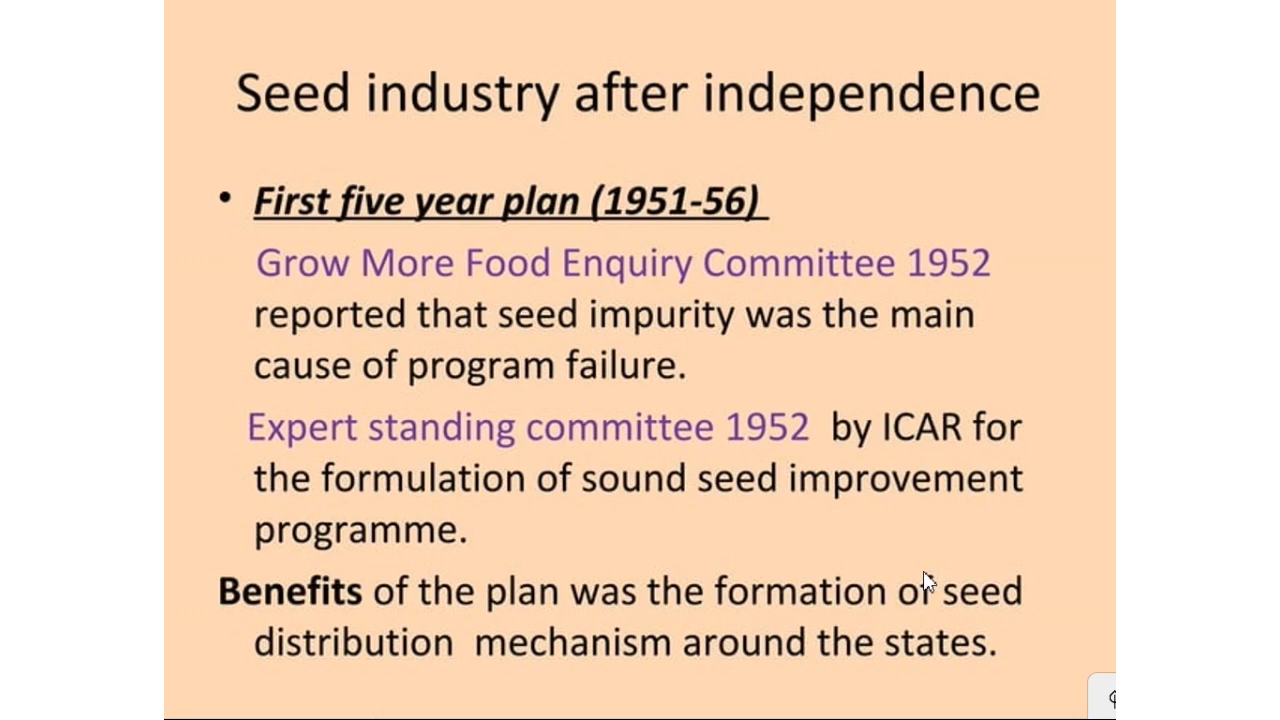 Seed industry after independence
• First five year plan (1951-56)
Grow More Food Enquiry Committee 1952
reported that seed impurity was the main
cause of program failure.
Expert standing committee 1952 by ICAR for
the formulation of sound seed improvement
programme.
Benefits of the plan was the formation of seed
distribution mechanism around the states.